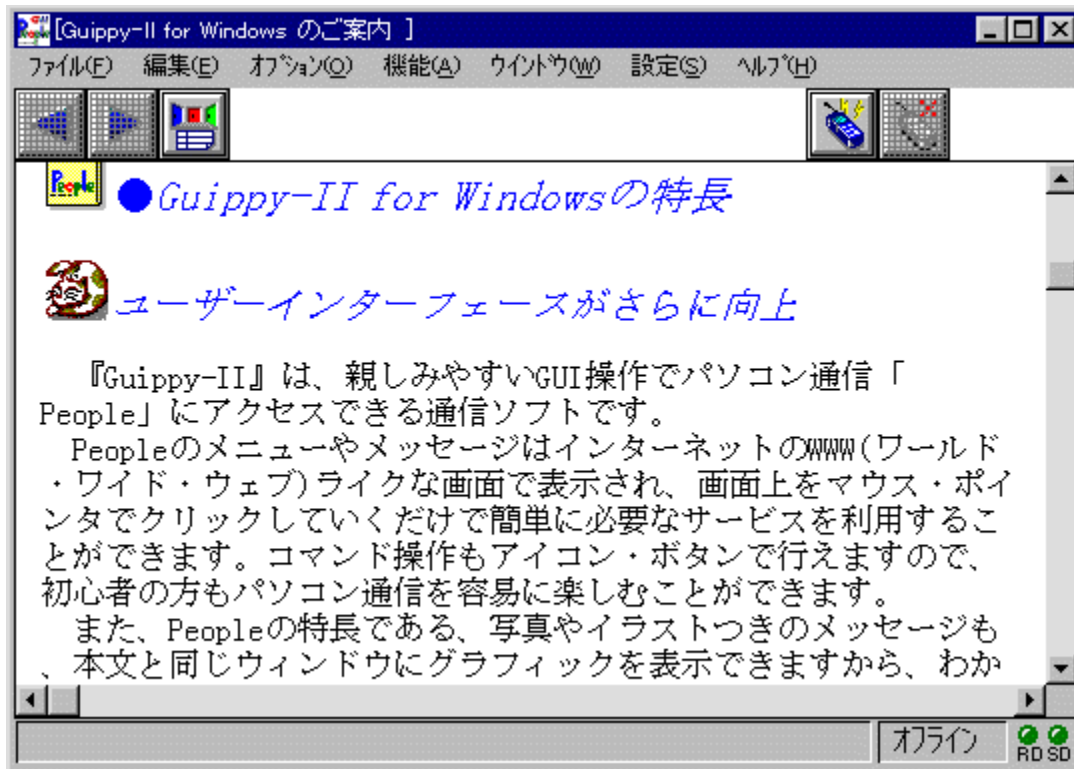 [Guippy-II for Windows のご案内 ]
ﾌｧｲﾙ(F) 編集(E) ｵﾌﾟｼｮﾝ(O) 機能(A) ｳｲﾝﾄﾞｳ(W) 設定(S) ﾍﾙﾌﾟ(H)
People ●Guippy-II for Windowsの特長
ユーザーインターフェースがさらに向上
『Guippy-II』は、親しみやすいGUI操作でパソコン通信「
People」にアクセスできる通信ソフトです。
PeopleのメニューやメッセージはインターネットのWWW(ワールド
・ワイド・ウェブ)ライクな画面で表示され、画面上をマウス・ポイ
ンタでクリックしていくだけで簡単に必要なサービスを利用するこ
とができます。コマンド操作もアイコン・ボタンで行えますので、
初心者の方もパソコン通信を容易に楽しむことができます。
また、Peopleの特長である、写真やイラストつきのメッセージも
、本文と同じウィンドウにグラフィックを表示できますから、わか
ｵﾌﾗｲﾝ RD SD